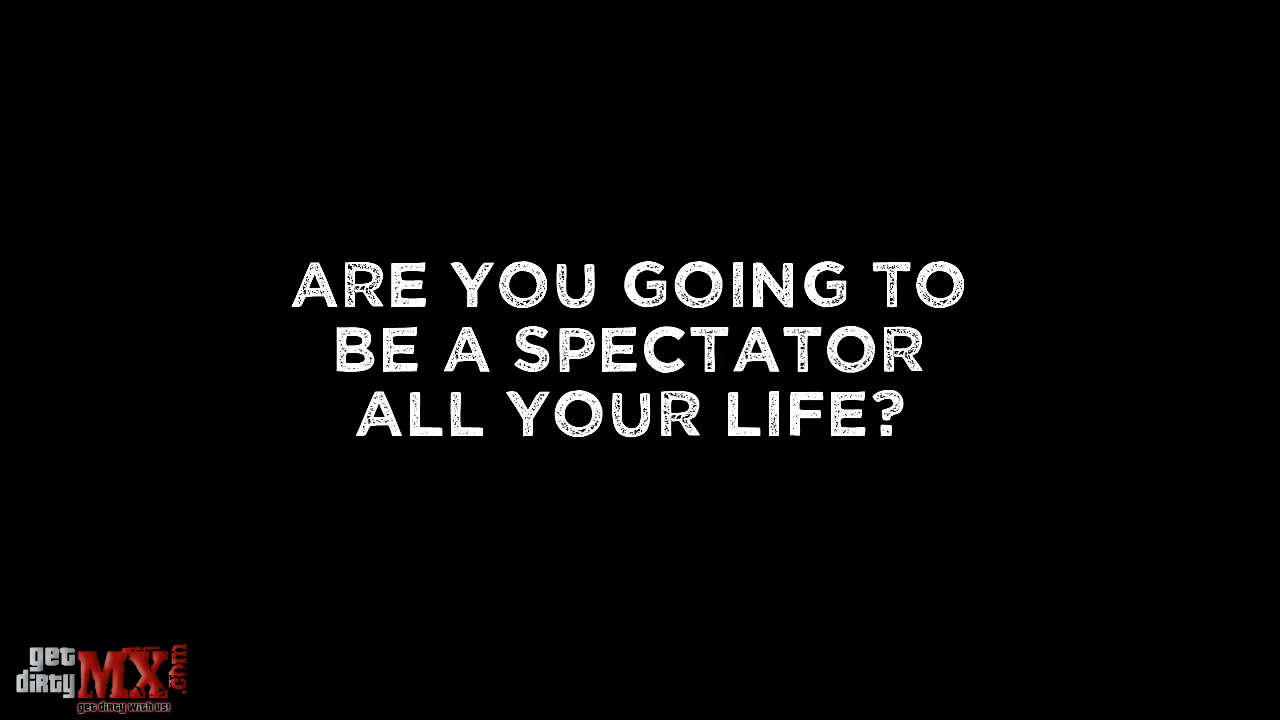 ARE YOU GOING TO
BE A SPECTATOR
ALL YOUR LIFE?
get
dirty MX .com
get dirty with us!